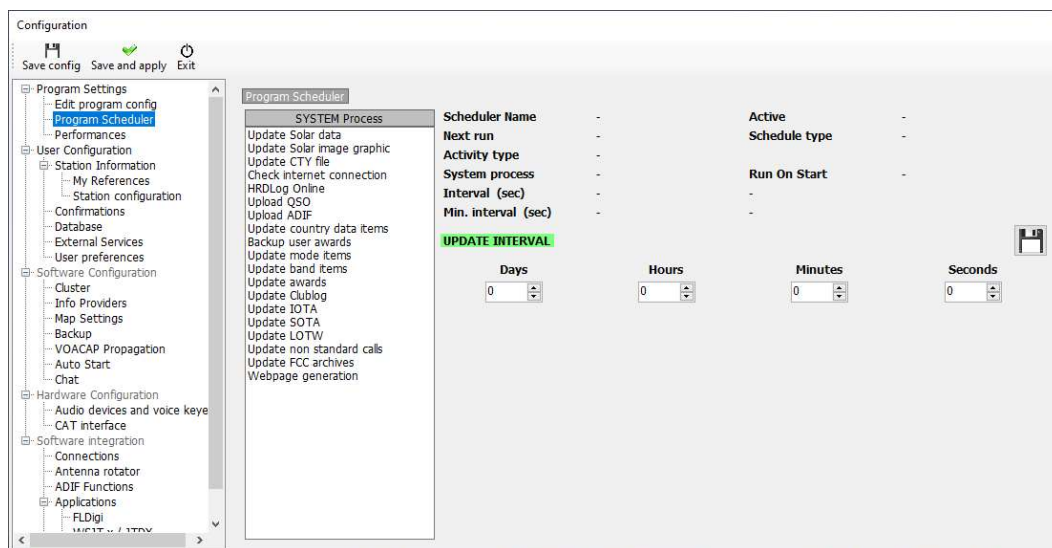 Configuration
Save config Save and apply Exit
Program Settings
Edit program config
Program Scheduler
Performances
User Configuration
Station Information
My References
Station configuration
Confirmations
Database
External Services
User preferences
Software Configuration
Cluster
Info Providers
Map Settings
Backup
VOACAP Propagation
Auto Start
Chat
Hardware Configuration
Audio devices and voice keye
CAT interface
Software integration
Connections
Antenna rotator
ADIF Functions
Applications
FLDigi
WSJT-x / JTDX
Program Scheduler
SYSTEM Process
Update Solar data
Update Solar image graphic
Update CTY file
Check internet connection
HRDLog Online
Upload QSO
Upload ADIF
Update country data items
Backup user awards
Update mode items
Update band items
Update awards
Update Clublog
Update IOTA
Update SOTA
Update LOTW
Update non standard calls
Update FCC archives
Webpage generation
Scheduler Name - Active -
Next run - Schedule type -
Activity type -
System process - Run On Start -
Interval (sec) - -
Min. interval (sec) - -
UPDATE INTERVAL
Days Hours Minutes Seconds
0 0 0 0